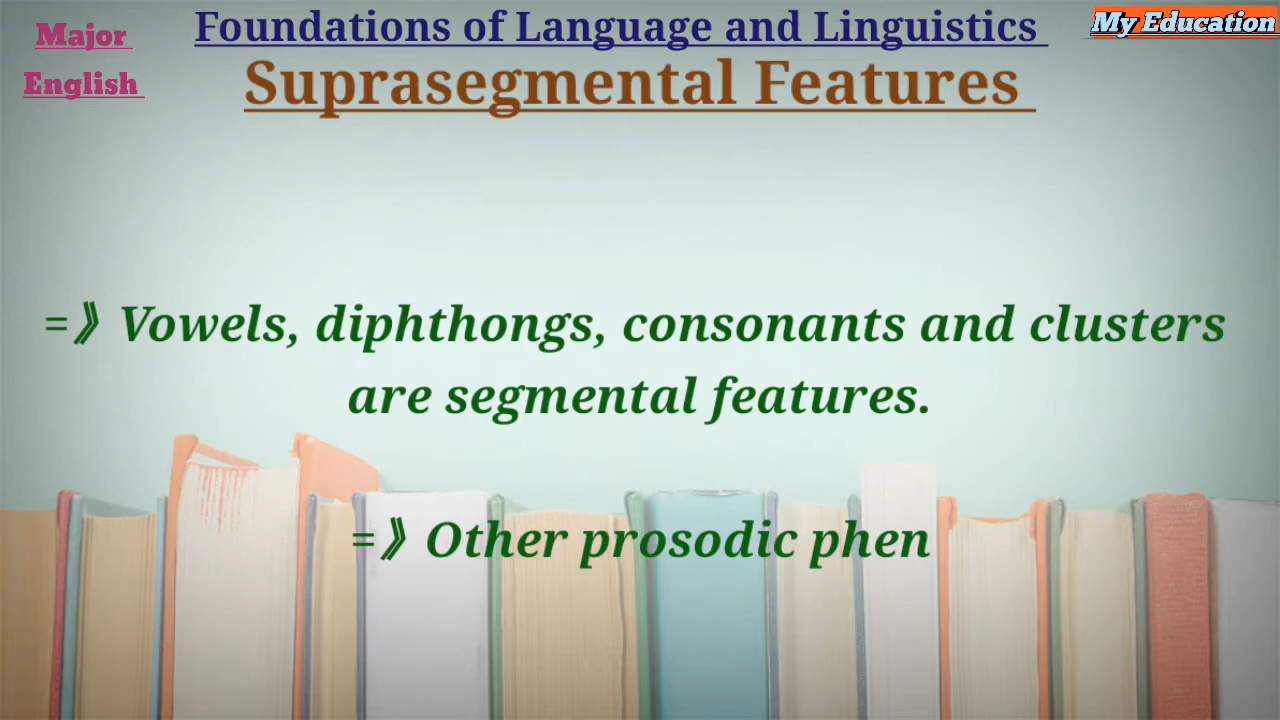 Major
English
Foundations of Language and Linguistics
My Education
Suprasegmental Features
=》Vowels, diphthongs, consonants and clusters
are segmental features.
=》Other prosodic phen